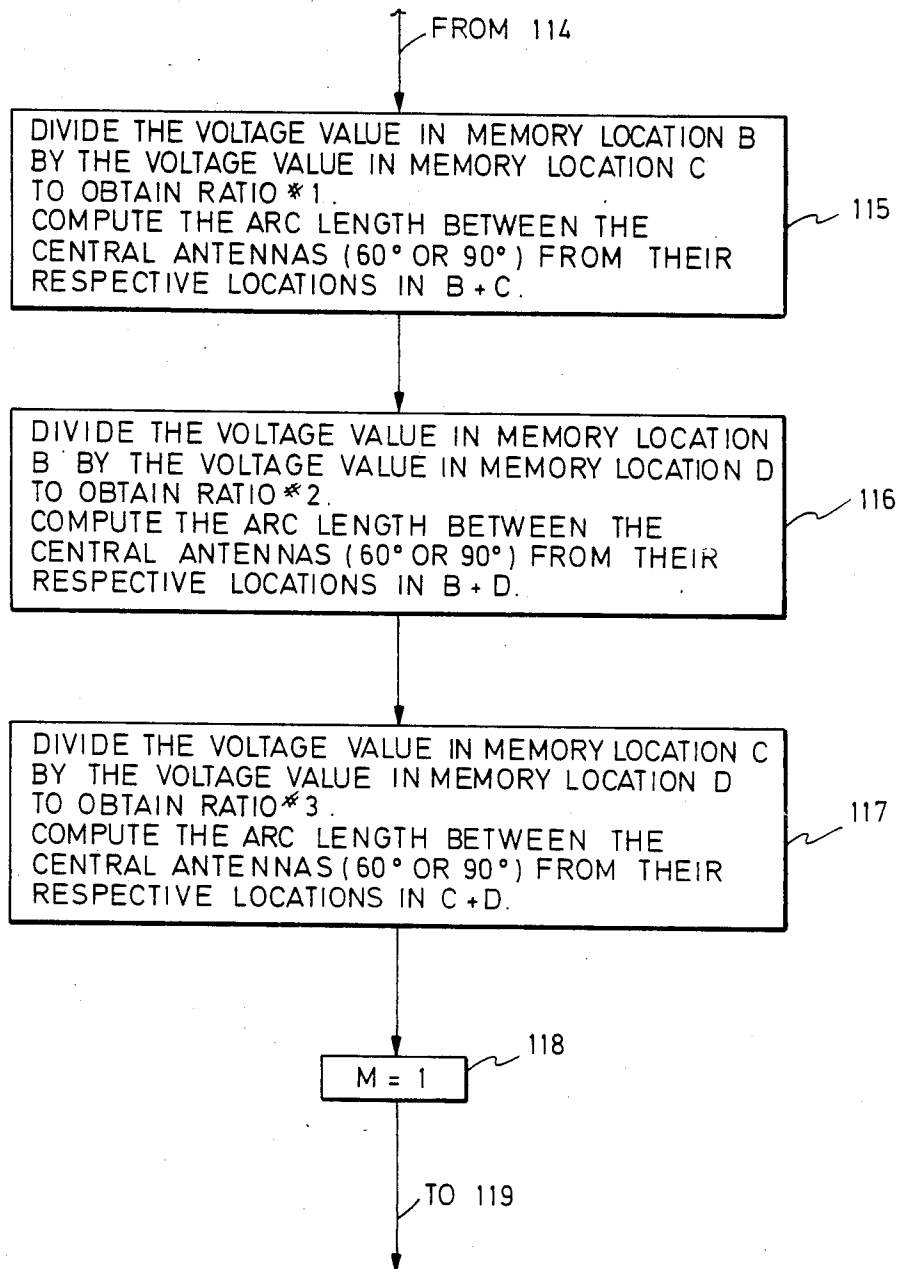 FROM 114
DIVIDE THE VOLTAGE VALUE IN MEMORY LOCATION B
BY THE VOLTAGE VALUE IN MEMORY LOCATION C
TO OBTAIN RATIO #1.
COMPUTE THE ARC LENGTH BETWEEN THE
CENTRAL ANTENNAS (60° OR 90°) FROM THEIR
RESPECTIVE LOCATIONS IN B + C.
115
DIVIDE THE VOLTAGE VALUE IN MEMORY LOCATION
B BY THE VOLTAGE VALUE IN MEMORY LOCATION D
TO OBTAIN RATIO #2.
COMPUTE THE ARC LENGTH BETWEEN THE
CENTRAL ANTENNAS (60° OR 90°) FROM THEIR
RESPECTIVE LOCATIONS IN B + D.
116
DIVIDE THE VOLTAGE VALUE IN MEMORY LOCATION C
BY THE VOLTAGE VALUE IN MEMORY LOCATION D
TO OBTAIN RATIO #3.
COMPUTE THE ARC LENGTH BETWEEN THE
CENTRAL ANTENNAS (60° OR 90°) FROM THEIR
RESPECTIVE LOCATIONS IN C + D.
117
M = 1
118
TO 119